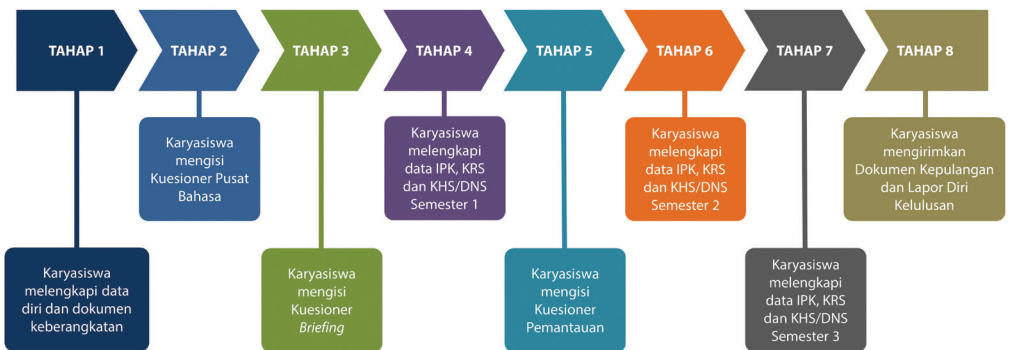 TAHAP 1
TAHAP 2
TAHAP 3
TAHAP 4
TAHAP 5
TAHAP 6
TAHAP 7
TAHAP 8
Karyasiswa
melengkapi data
diri dan dokumen
keberangkatan
Karyasiswa
mengisi
Kuesioner Pusat
Bahasa
Karyasiswa
mengisi
Kuesioner
Briefing
Karyasiswa
melengkapi
data IPK, KRS
dan KHS/DNS
Semester 1
Karyasiswa
mengisi
Kuesioner
Pemantauan
Karyasiswa
melengkapi
data IPK, KRS
dan KHS/DNS
Semester 2
Karyasiswa
melengkapi
data IPK, KRS
dan KHS/DNS
Semester 3
Karyasiswa
mengirimkan
Dokumen Kepulangan
dan Lapor Diri
Kelulusan